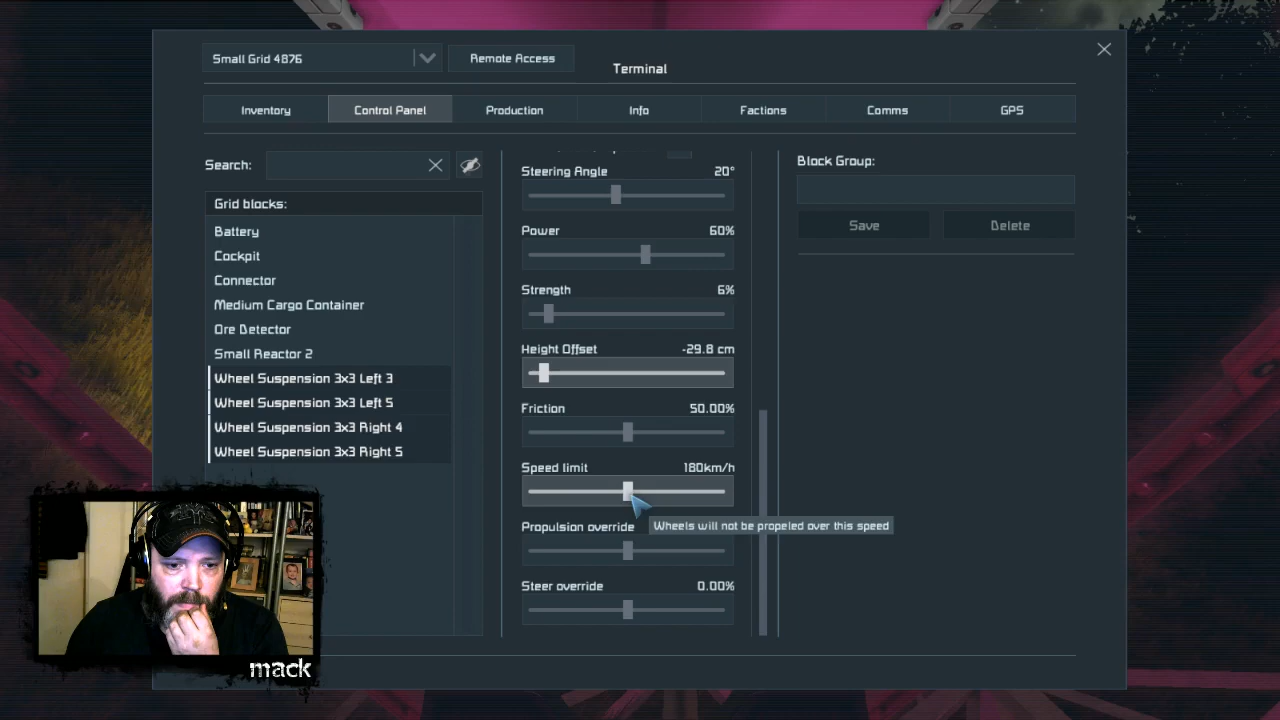 Small Grid 4876
Remote Access
Terminal
Inventory
Control Panel
Production
Info
Factions
Comms
GPS
Search:
Grid blocks:
Battery
Cockpit
Connector
Medium Cargo Container
Ore Detector
Small Reactor 2
Wheel Suspension 3x3 Left 3
Wheel Suspension 3x3 Left 5
Wheel Suspension 3x3 Right 4
Wheel Suspension 3x3 Right 5
Steering Angle 20°
Power 60%
Strength 6%
Height Offset -29.8 cm
Friction 50.00%
Speed limit 180km/h
Propulsion override
Wheels will not be propeled over this speed
Steer override 0.00%
Block Group:
Save
Delete
mack